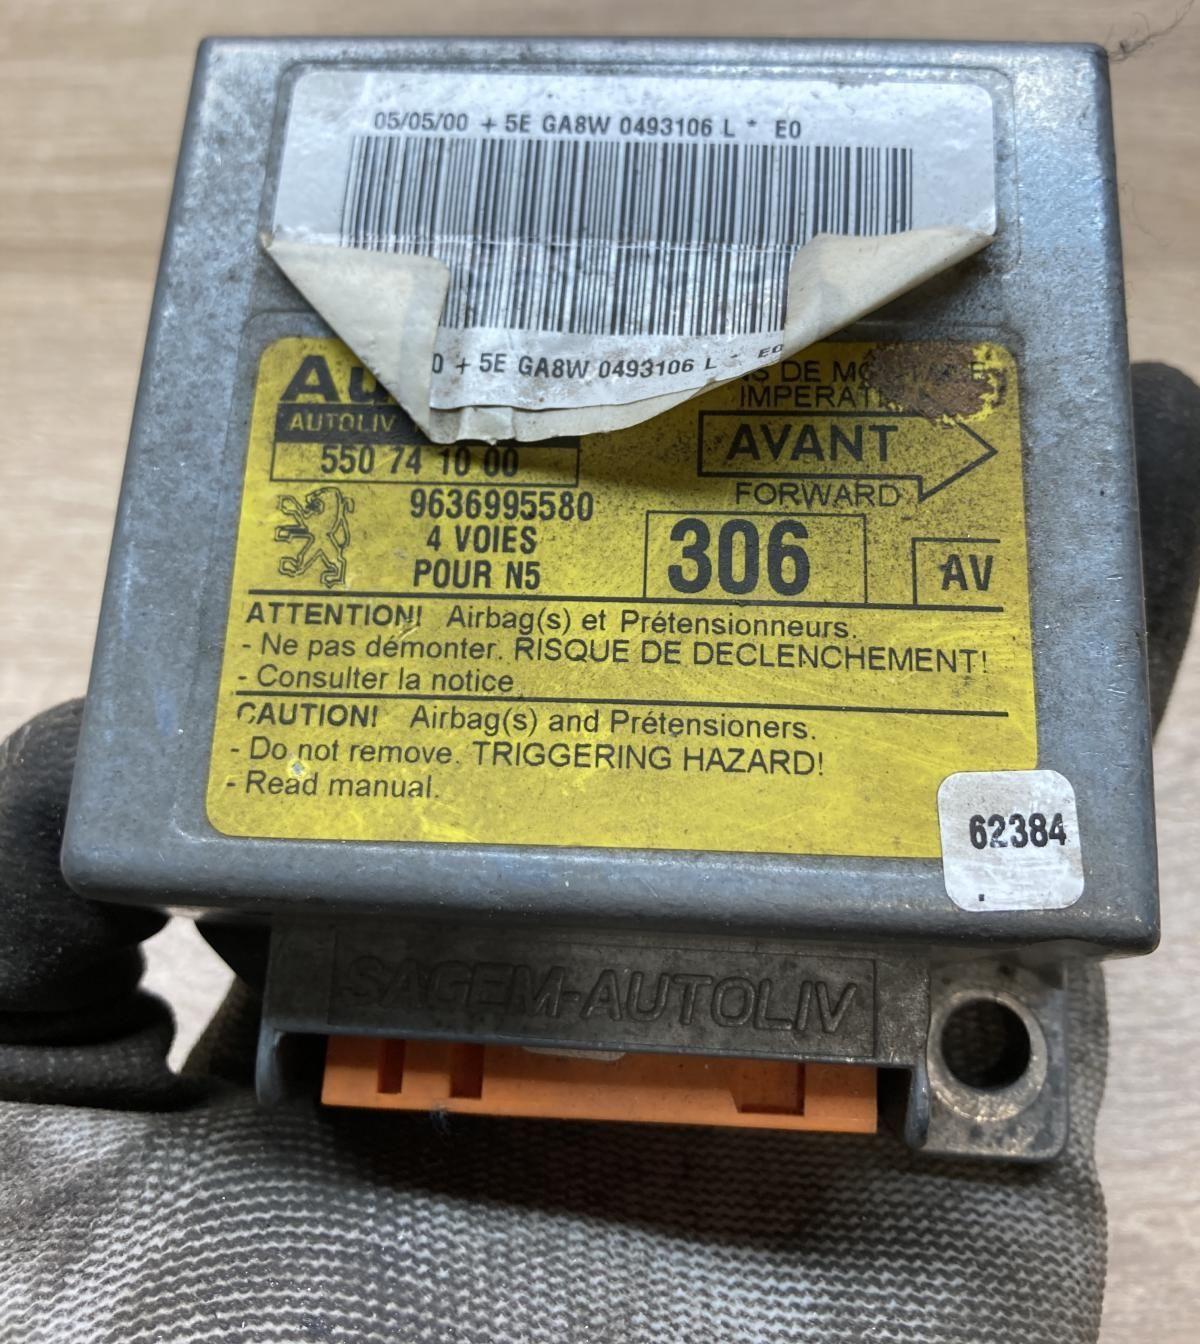 05/05/00 + 5E GA8W 0493106 L * E0
0 + 5E GA8W 0493106 L * E0
DE
AUTOLIV
550 74 10 00
AVANT
FORWARD
9636995580
4 VOIES
POUR N5
306
AV
ATTENTION! Airbag(s) et Prétensionneurs.
- Ne pas démonter. RISQUE DE DECLENCHEMENT!
- Consulter la notice.
CAUTION! Airbag(s) and Prétensioners.
- Do not remove. TRIGGERING HAZARD!
- Read manual.
62384
SAGEM-AUTOLIV